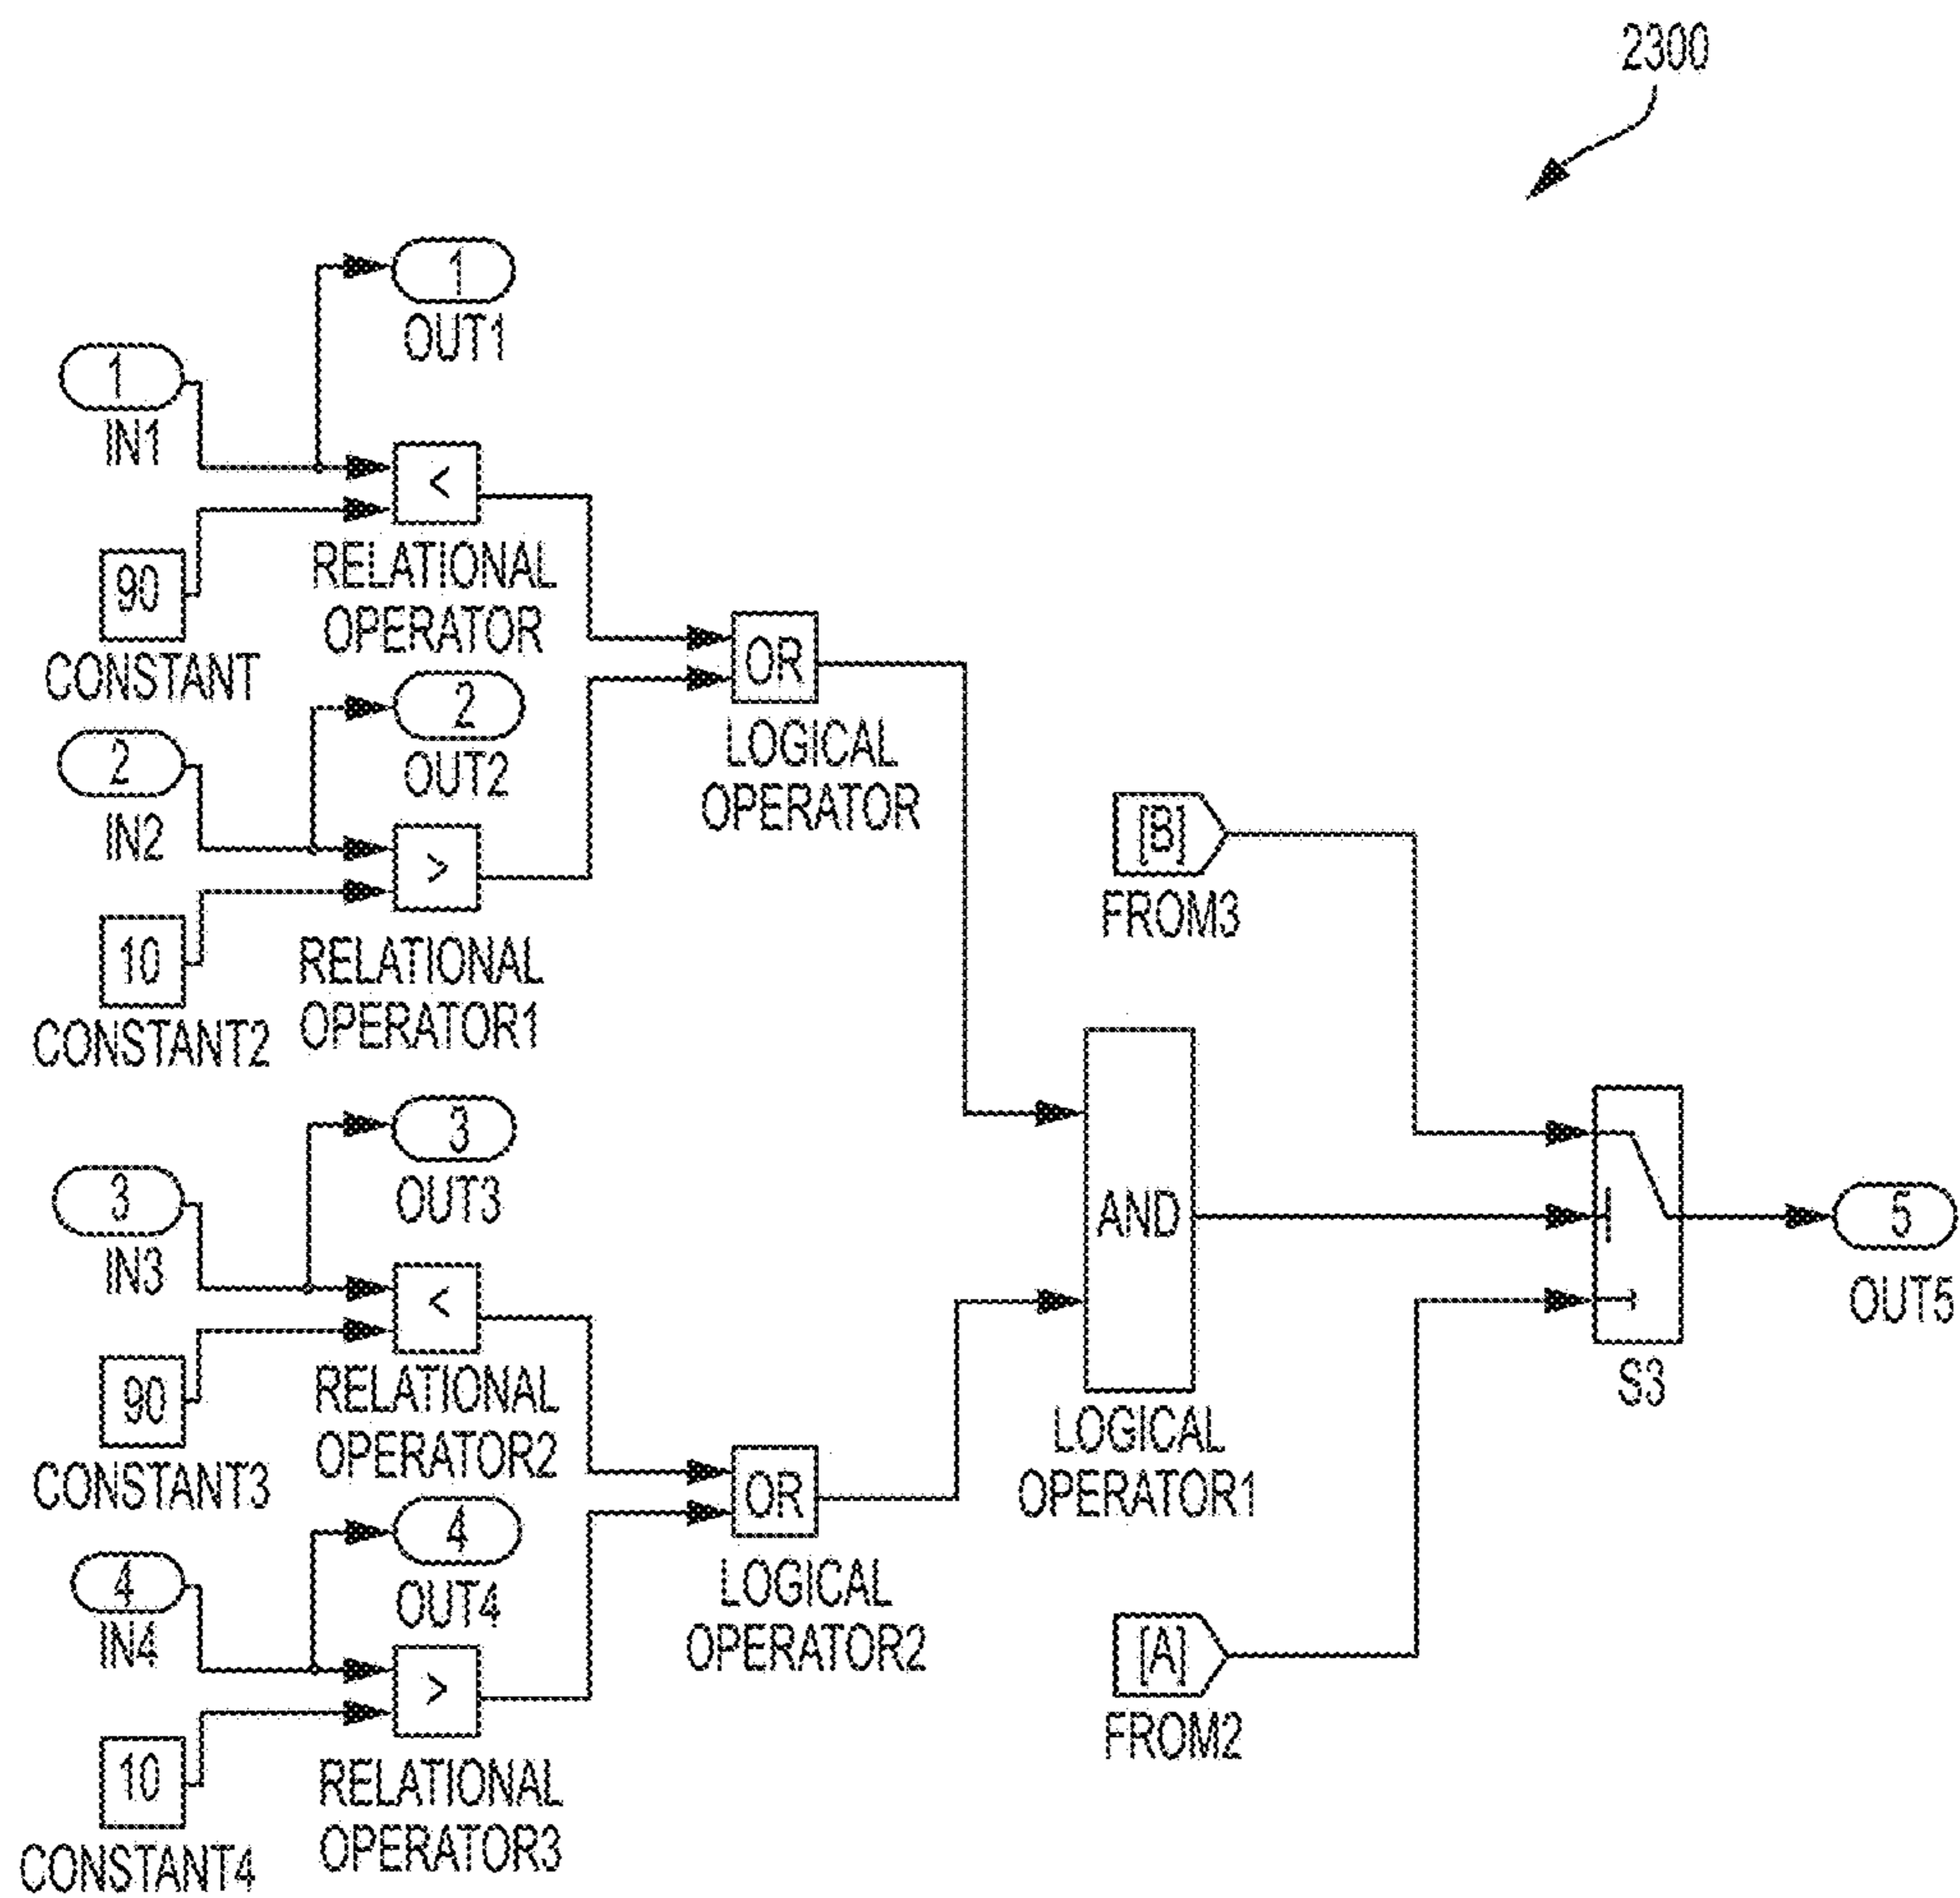 2300
1
OUT1
1
IN1
<
90
CONSTANT
RELATIONAL
OPERATOR
OR
LOGICAL
OPERATOR
2
OUT2
2
IN2
>
10
CONSTANT2
RELATIONAL
OPERATOR1
[B]
FROM3
3
OUT3
3
IN3
<
90
CONSTANT3
RELATIONAL
OPERATOR2
AND
LOGICAL
OPERATOR1
S3
5
OUT5
4
OUT4
4
IN4
OR
LOGICAL
OPERATOR2
>
10
CONSTANT4
RELATIONAL
OPERATOR3
[A]
FROM2